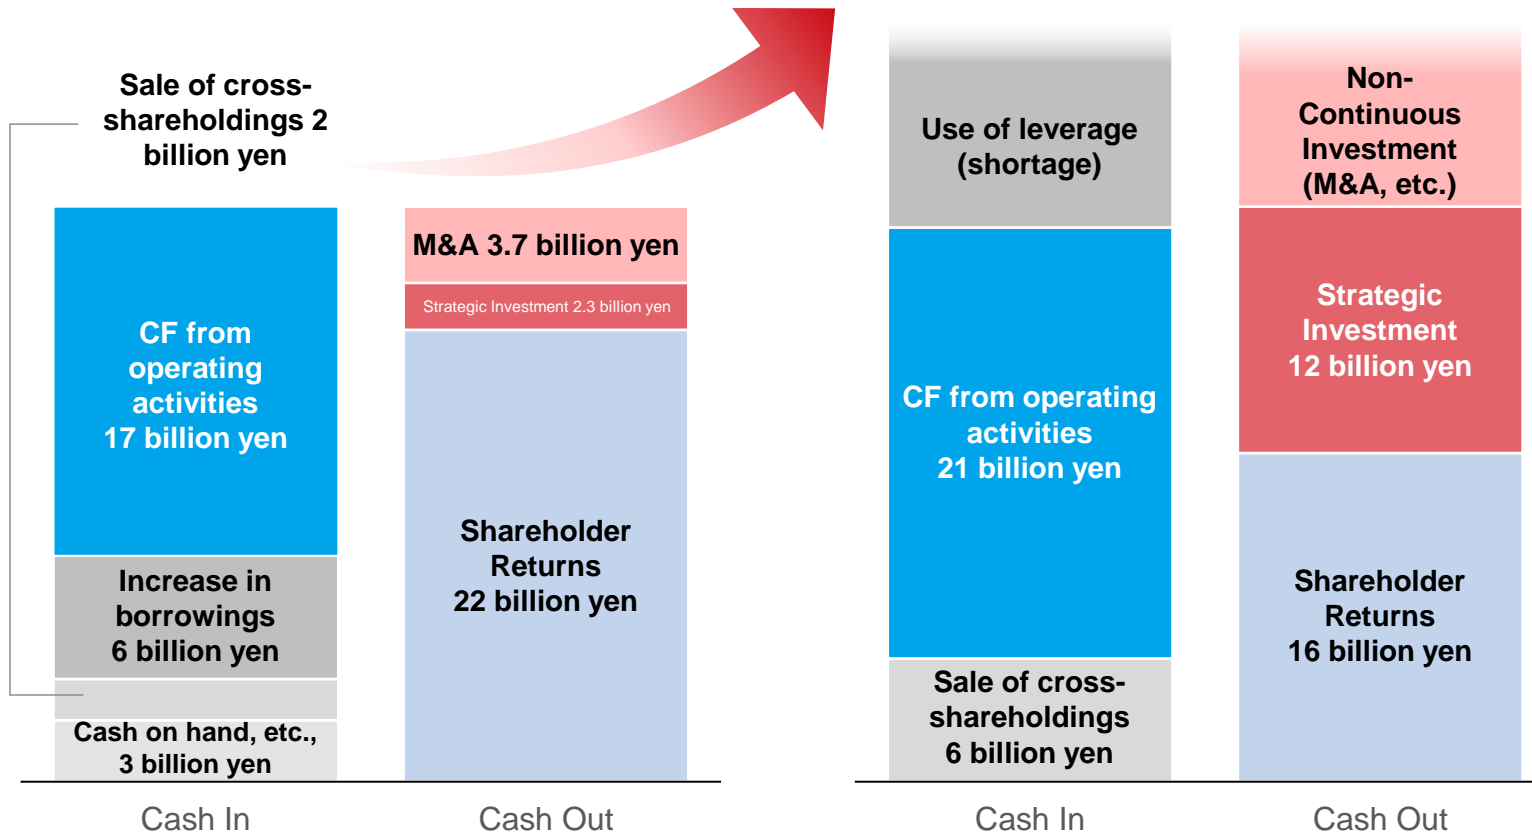 Sale of cross-
shareholdings 2
billion yen
CF from
operating
activities
17 billion yen
Increase in
borrowings
6 billion yen
Cash on hand, etc.,
3 billion yen
Cash In
M&A 3.7 billion yen
Strategic Investment 2.3 billion yen
Shareholder
Returns
22 billion yen
Cash Out
Use of leverage
(shortage)
CF from operating
activities
21 billion yen
Sale of cross-
shareholdings
6 billion yen
Cash In
Non-
Continuous
Investment
(M&A, etc.)
Strategic
Investment
12 billion yen
Shareholder
Returns
16 billion yen
Cash Out